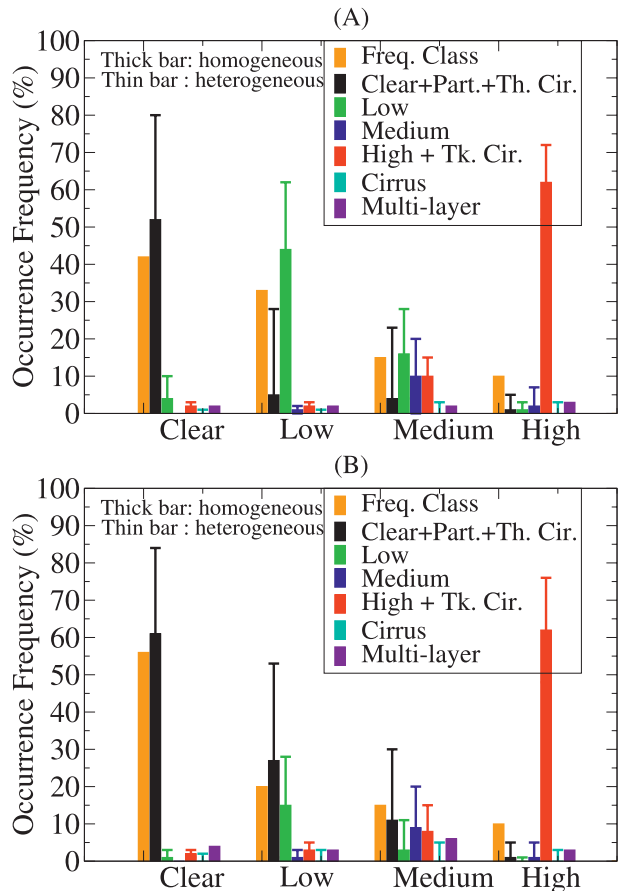 (A)
Occurrence Frequency (%)
100
90
80
70
60
50
40
30
20
10
0
Thick bar: homogeneous
Thin bar : heterogeneous
Freq. Class
Clear+Part.+Th. Cir.
Low
Medium
High + Tk. Cir.
Cirrus
Multi-layer
Clear Low Medium High
(B)
Occurrence Frequency (%)
100
90
80
70
60
50
40
30
20
10
0
Thick bar: homogeneous
Thin bar : heterogeneous
Freq. Class
Clear+Part.+Th. Cir.
Low
Medium
High + Tk. Cir.
Cirrus
Multi-layer
Clear Low Medium High